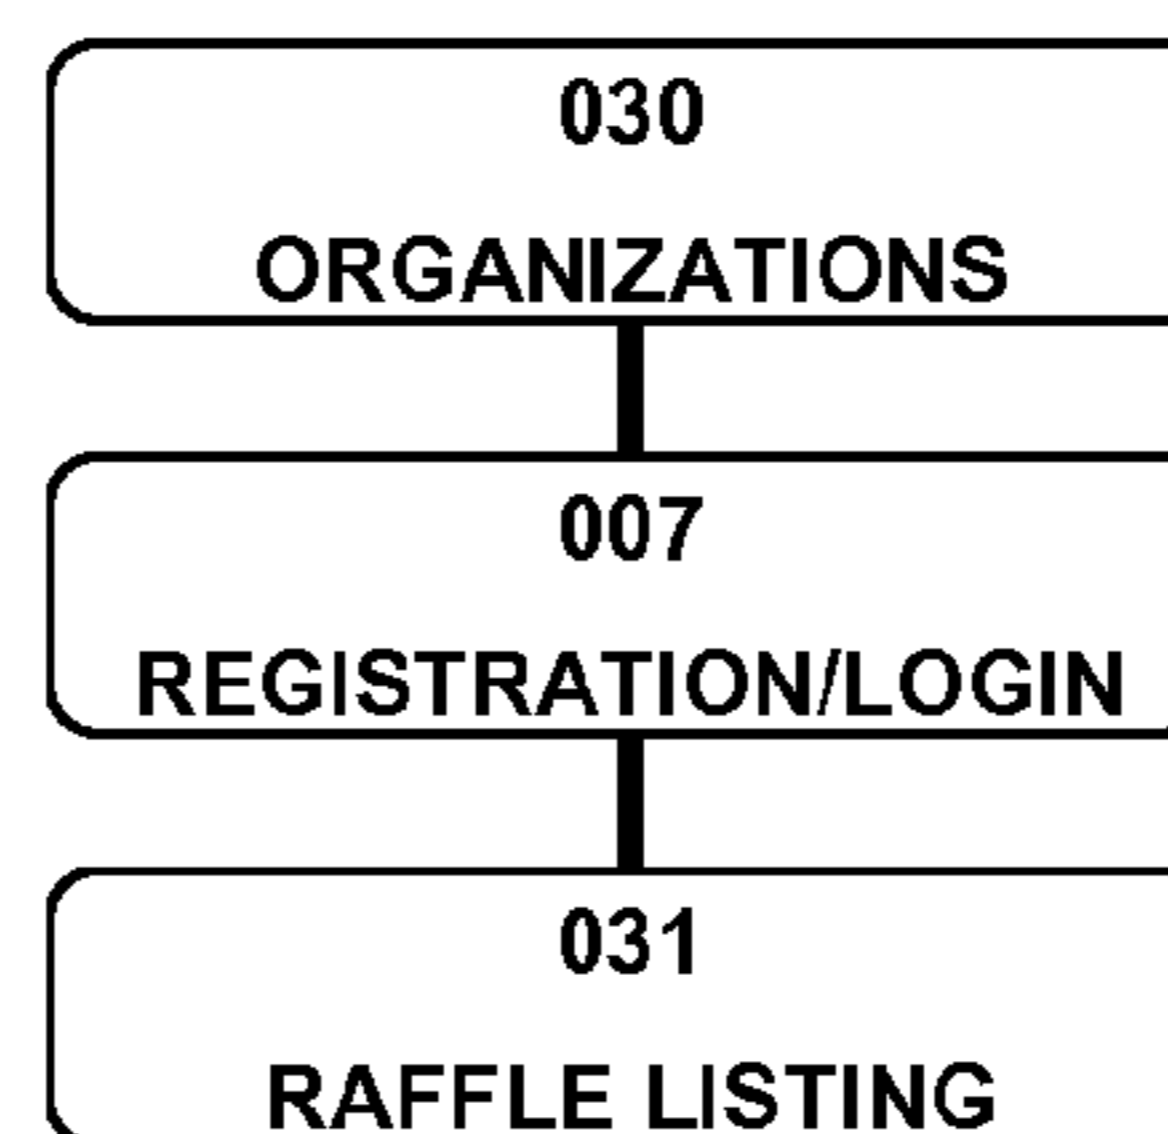 030
ORGANIZATIONS
007
REGISTRATION/LOGIN
031
RAFFLE LISTING